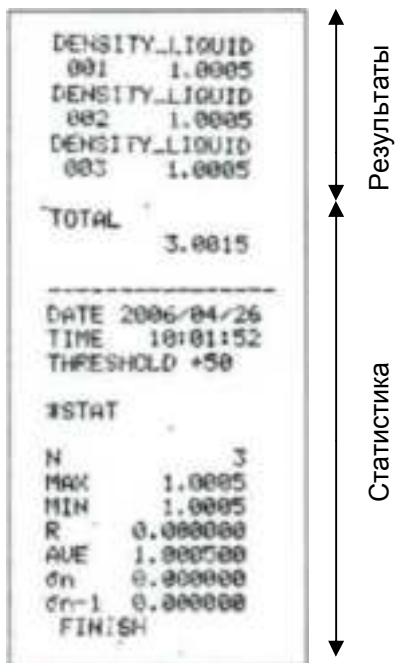 DENSITY_LIQUID
001 1.0005
DENSITY_LIQUID
002 1.0005
DENSITY_LIQUID
003 1.0005
TOTAL
3.0015
--------------------
DATE 2006/04/26
TIME 10:01:52
THRESHOLD +50
#STAT
N 3
MAX 1.0005
MIN 1.0005
R 0.000000
AVE 1.000500
σn 0.000000
σn-1 0.000000
FINISH
Результаты
Статистика